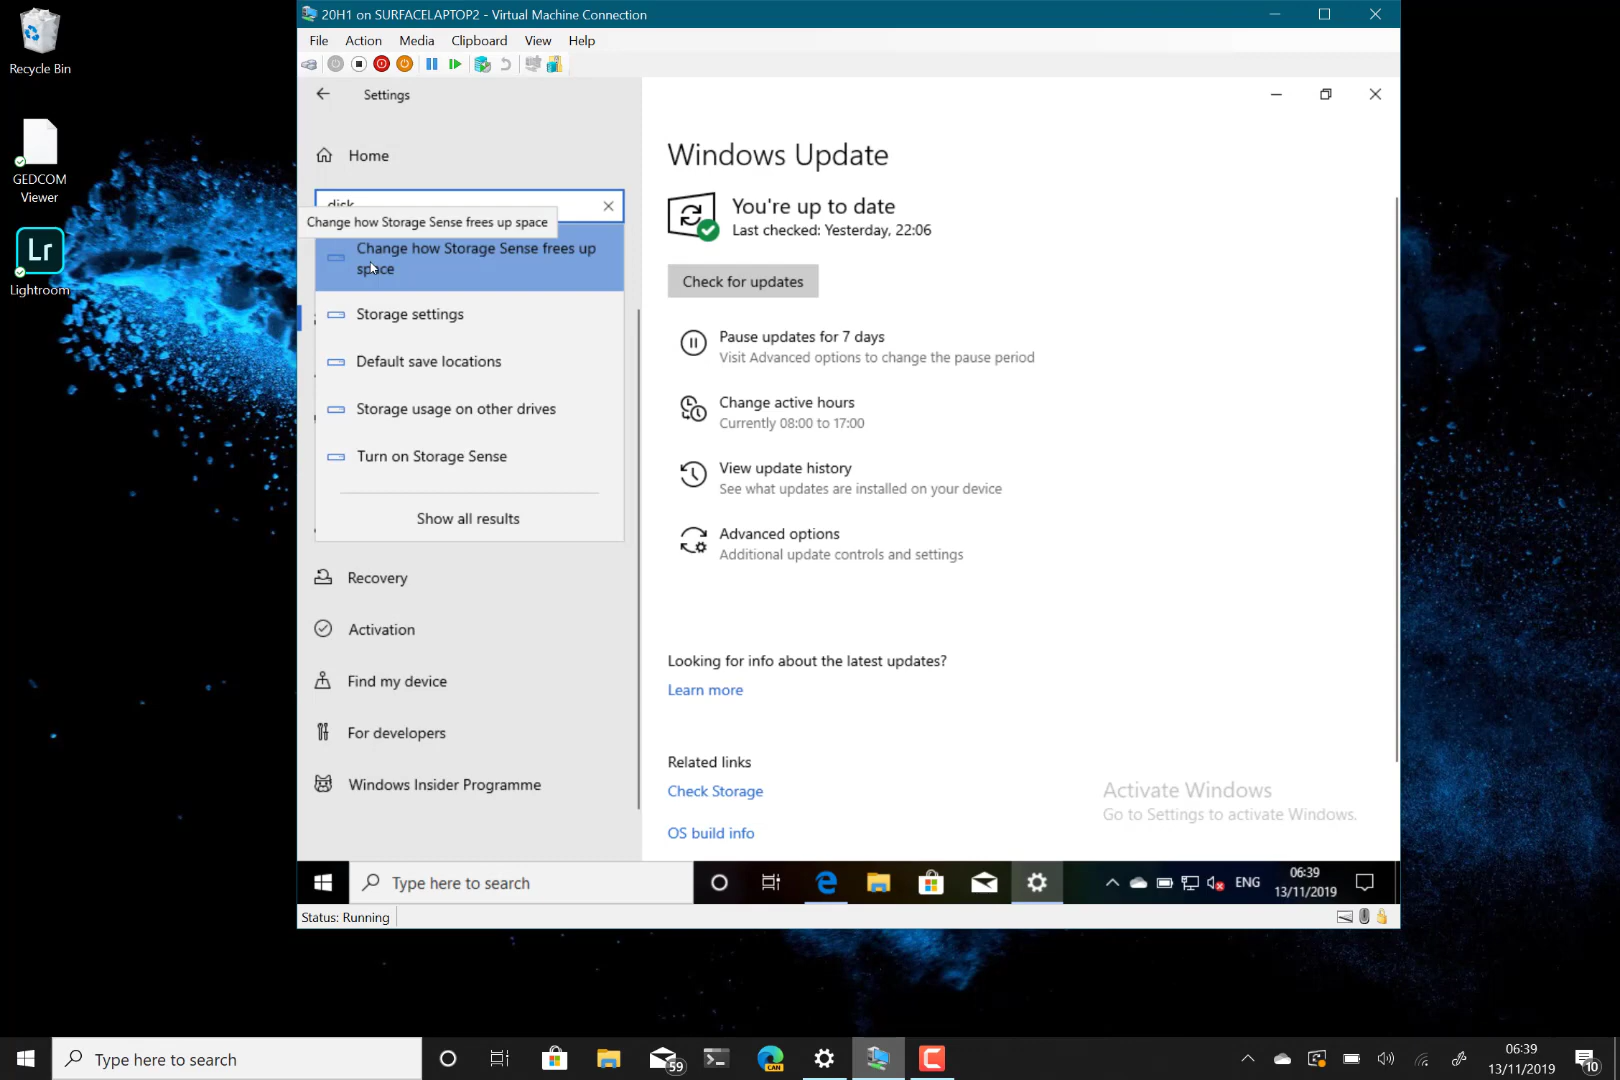 Recycle Bin
GEDCOM
Viewer
Lr
Lightroom
20H1 on SURFACELAPTOP2 - Virtual Machine Connection
File Action Media Clipboard View Help
Settings
Home
disk
Change how Storage Sense frees up space
Change how Storage Sense frees up
space
Storage settings
Default save locations
Storage usage on other drives
Turn on Storage Sense
Show all results
Recovery
Activation
Find my device
For developers
Windows Insider Programme
Windows Update
You're up to date
Last checked: Yesterday, 22:06
Check for updates
Pause updates for 7 days
Visit Advanced options to change the pause period
Change active hours
Currently 08:00 to 17:00
View update history
See what updates are installed on your device
Advanced options
Additional update controls and settings
Looking for info about the latest updates?
Learn more
Related links
Check Storage
OS build info
Activate Windows
Go to Settings to activate Windows.
Type here to search
ENG
06:39
13/11/2019
Status: Running
Type here to search
59
CAN
06:39
13/11/2019
10